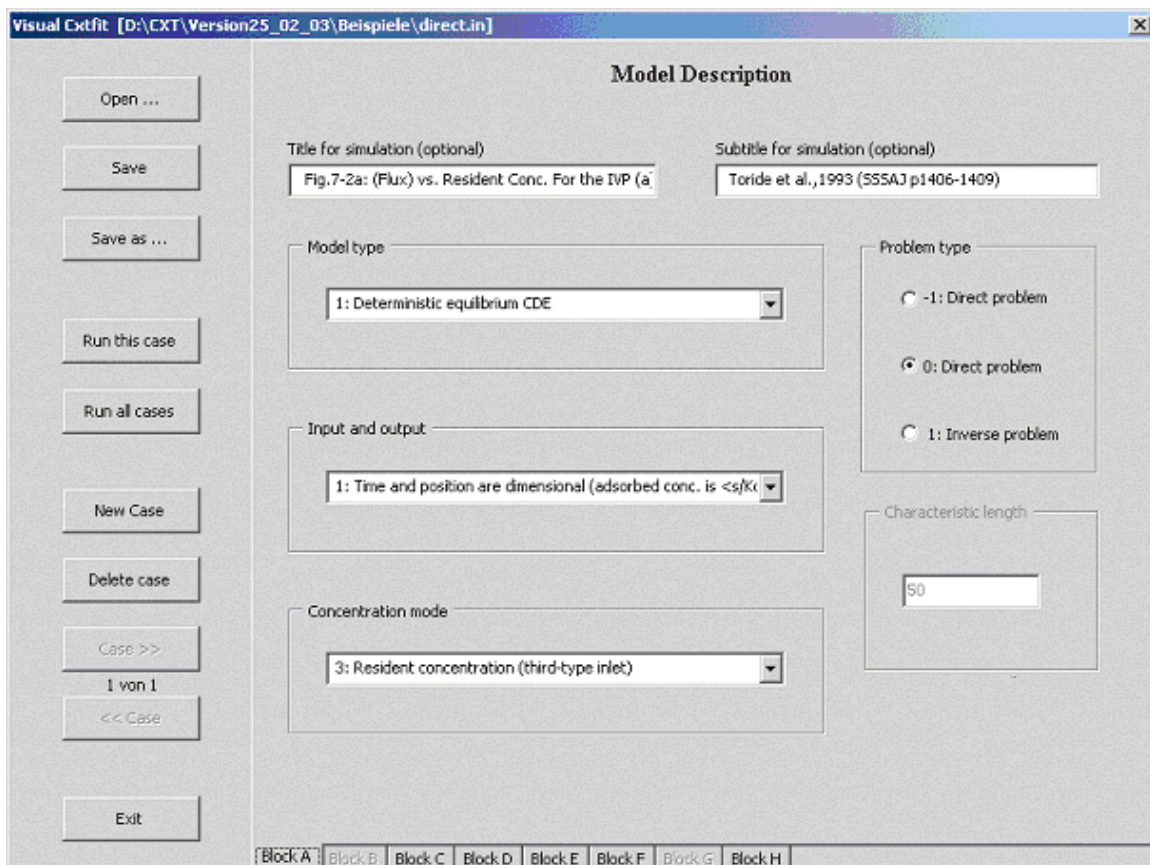 Visual Cxtfit [D:\CXT\Version25_02_03\Beispiele\direct.in]
Model Description
Open ...
Save
Save as ...
Run this case
Run all cases
New Case
Delete case
Case >>
1 von 1
<< Case
Exit
Title for simulation (optional)
Fig.7-2a: (Flux) vs. Resident Conc. For the IVP (a)
Subtitle for simulation (optional)
Toride et al.,1993 (SSSAJ p1406-1409)
Model type
1: Deterministic equilibrium CDE
Problem type
-1: Direct problem
0: Direct problem
1: Inverse problem
Input and output
1: Time and position are dimensional (adsorbed conc. is <s/Kd
Characteristic length
50
Concentration mode
3: Resident concentration (third-type inlet)
Block A Block B Block C Block D Block E Block F Block G Block H